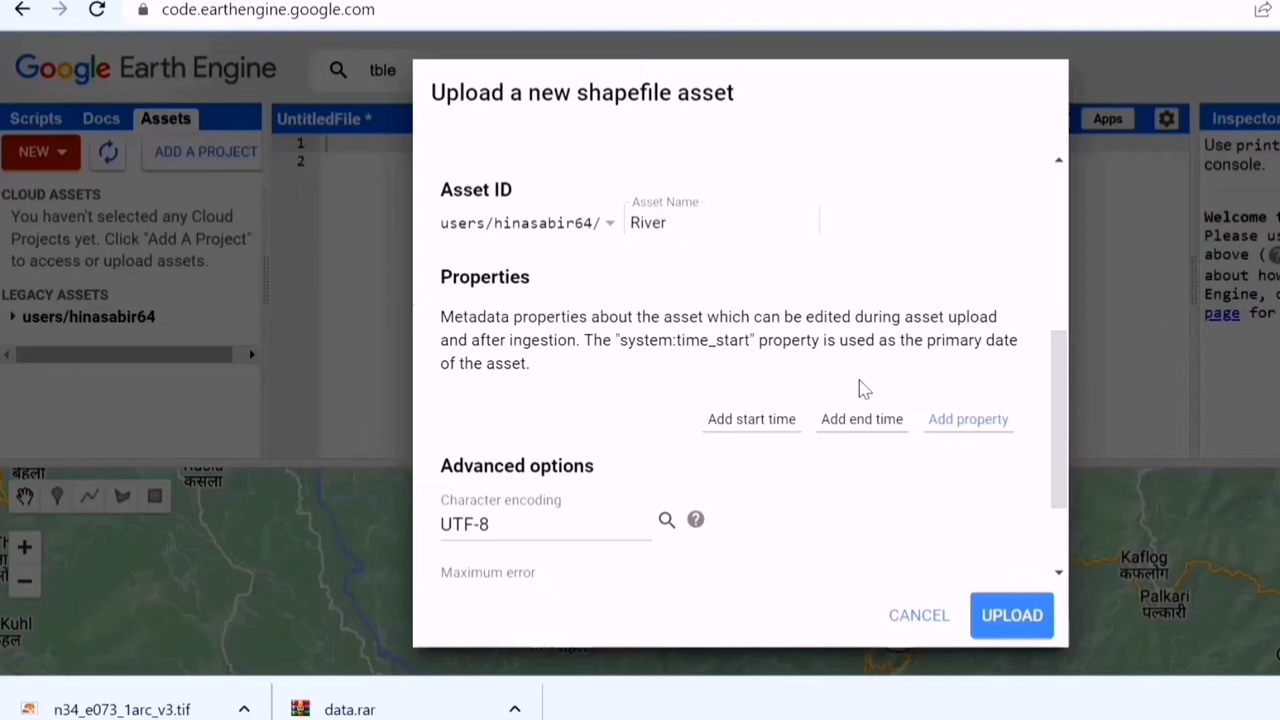 code.earthengine.google.com
Google Earth Engine
tble
Upload a new shapefile asset
Scripts
Docs
Assets
UntitledFile *
Apps
Inspector
NEW
ADD A PROJECT
1
2
Use print
console.
CLOUD ASSETS
You haven't selected any Cloud
Projects yet. Click "Add A Project"
to access or upload assets.
LEGACY ASSETS
users/hinasabir64
Welcome t
Please us
above (
about how
Engine, c
page for
Asset ID
users/hinasabir64/
Asset Name
River
Properties
Metadata properties about the asset which can be edited during asset upload
and after ingestion. The "system:time_start" property is used as the primary date
of the asset.
Add start time
Add end time
Add property
Advanced options
Character encoding
UTF-8
Maximum error
CANCEL
UPLOAD
कसला
Kaflog
कफलोग
Palkari
पल्कारी
Kuhl
n34_e073_1arc_v3.tif
data.rar